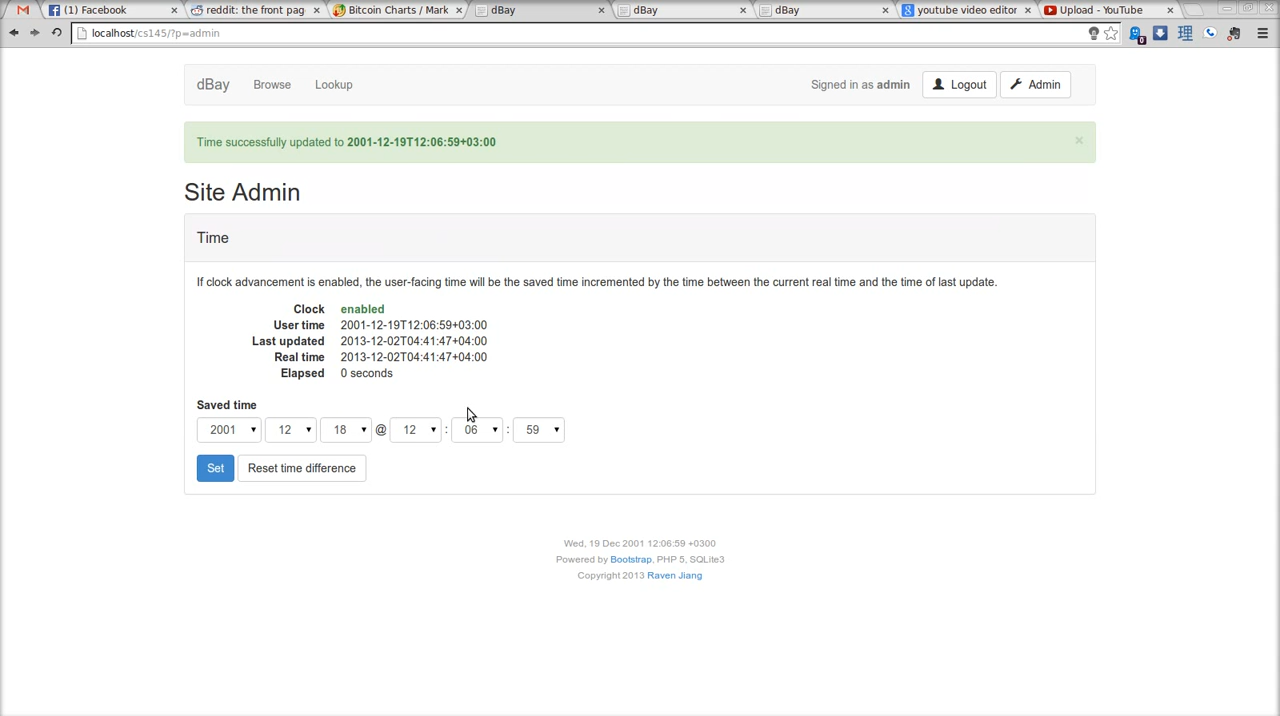 (1) Facebook
reddit: the front pag
Bitcoin Charts / Mark
dBay
dBay
dBay
youtube video editor
Upload - YouTube
localhost/cs145/?p=admin
0
理
dBay Browse Lookup Signed in as admin Logout Admin
Time successfully updated to 2001-12-19T12:06:59+03:00 ×
Site Admin
Time
If clock advancement is enabled, the user-facing time will be the saved time incremented by the time between the current real time and the time of last update.
Clock enabled
User time 2001-12-19T12:06:59+03:00
Last updated 2013-12-02T04:41:47+04:00
Real time 2013-12-02T04:41:47+04:00
Elapsed 0 seconds
Saved time
2001 12 18 @ 12 : 06 : 59
Set Reset time difference
Wed, 19 Dec 2001 12:06:59 +0300
Powered by Bootstrap, PHP 5, SQLite3
Copyright 2013 Raven Jiang